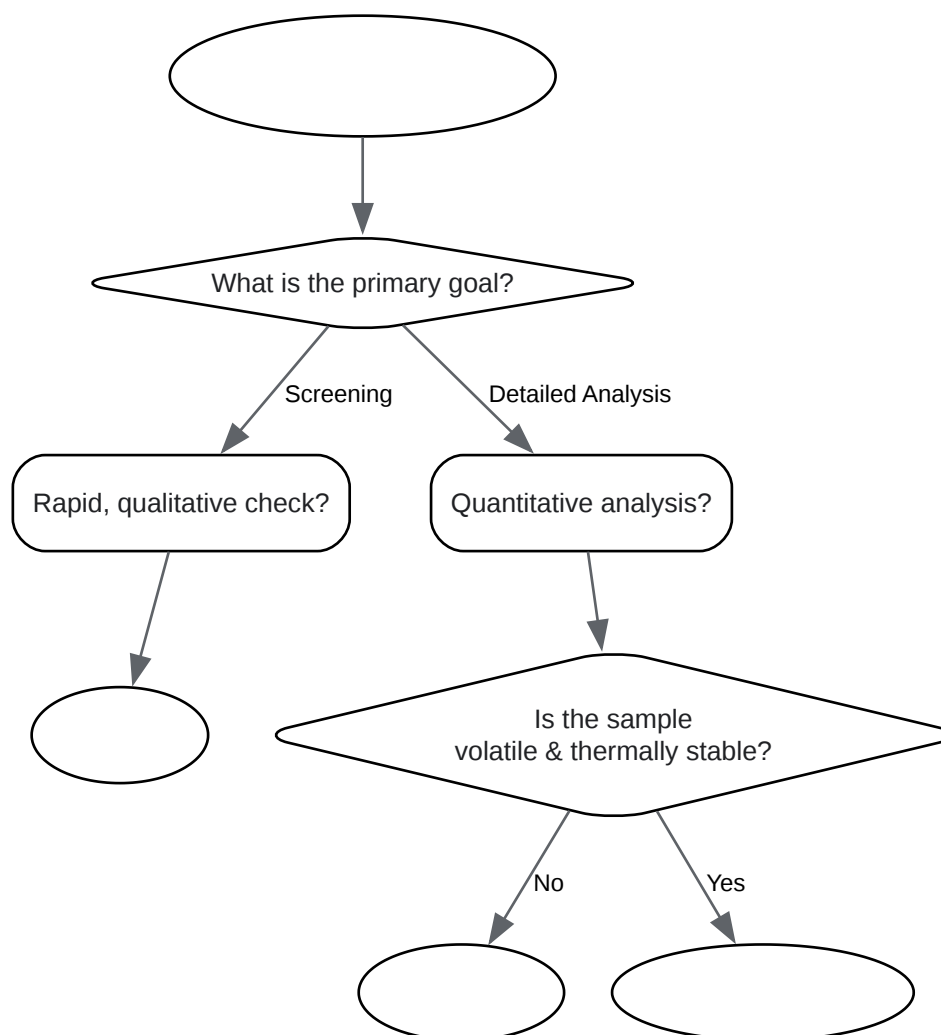 What is the primary goal?
Screening
Detailed Analysis
Rapid, qualitative check?
Quantitative analysis?
Is the sample
volatile & thermally stable?
No
Yes